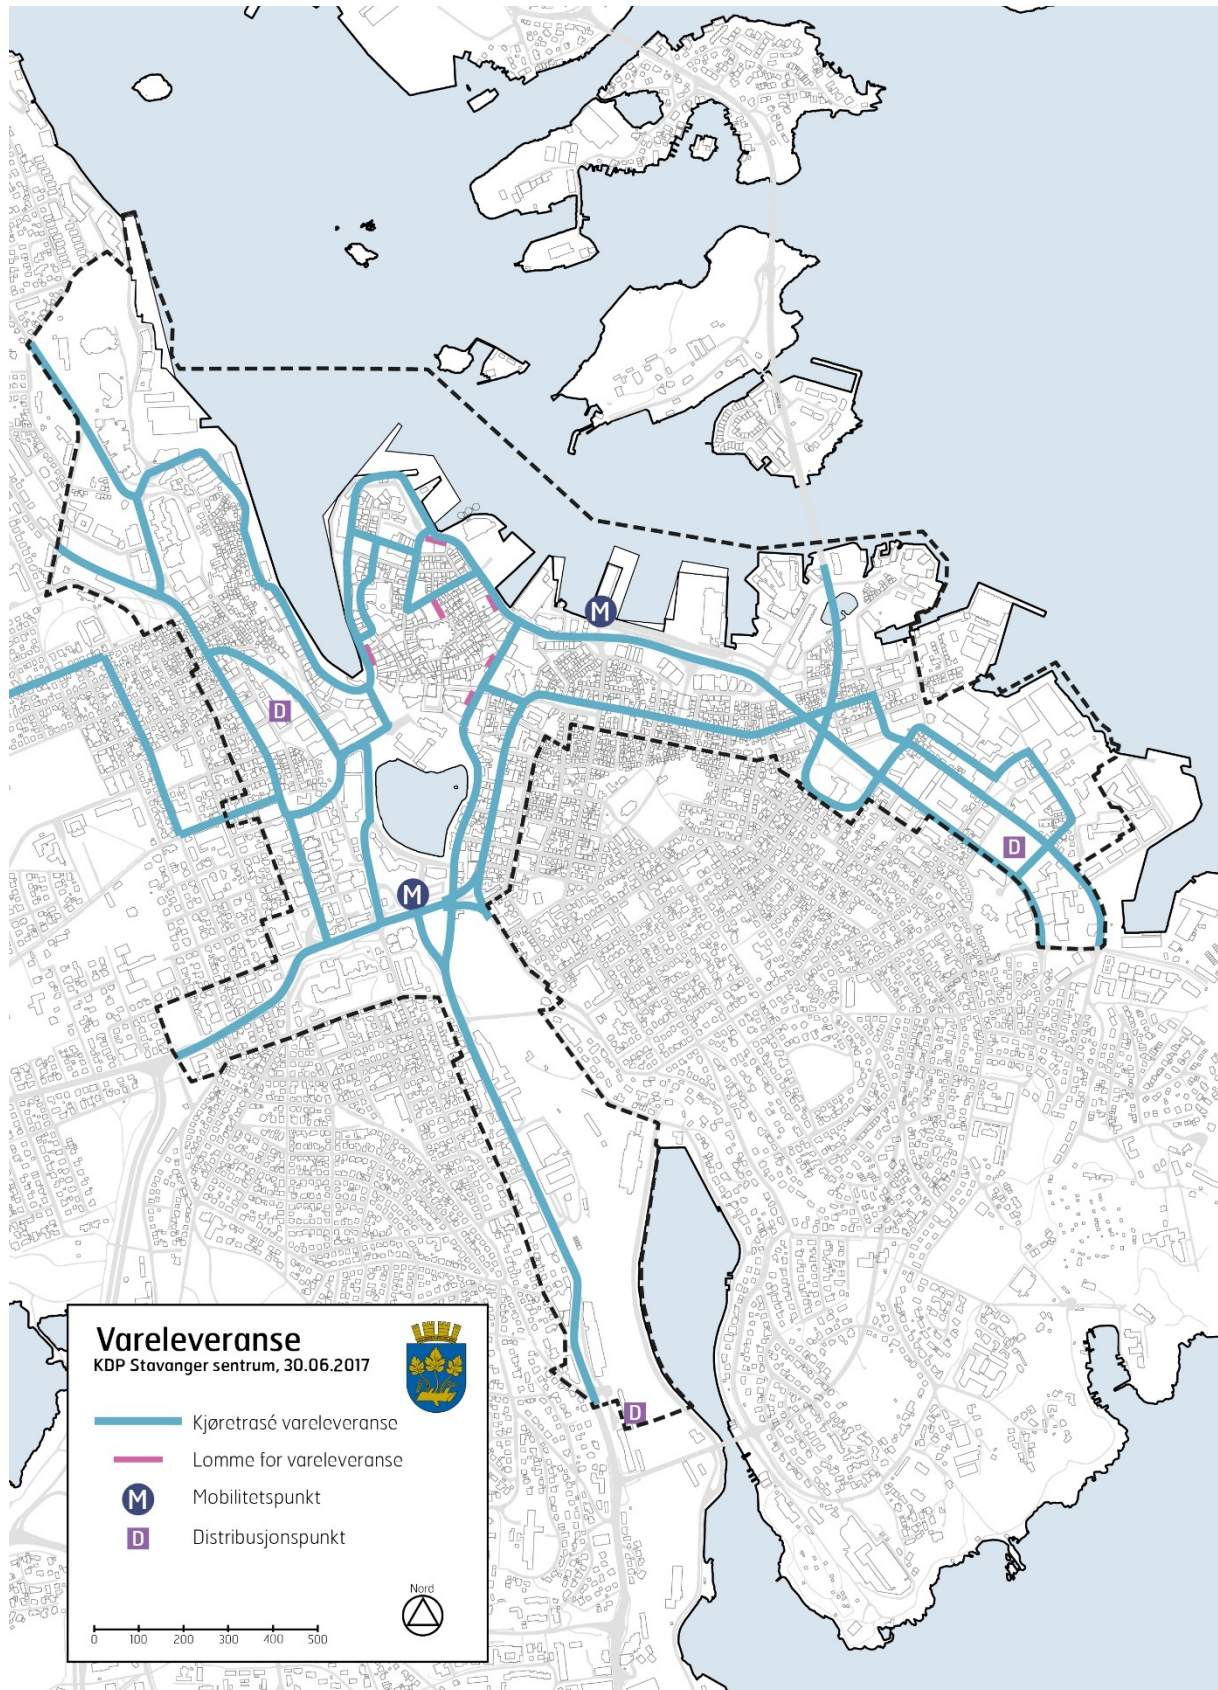 M
D
D
M
D
Vareleveranse
KDP Stavanger sentrum, 30.06.2017
Kjøretrasé vareleveranse
Lomme for vareleveranse
M Mobilitetspunkt
D Distribusjonspunkt
Nord
0 100 200 300 400 500